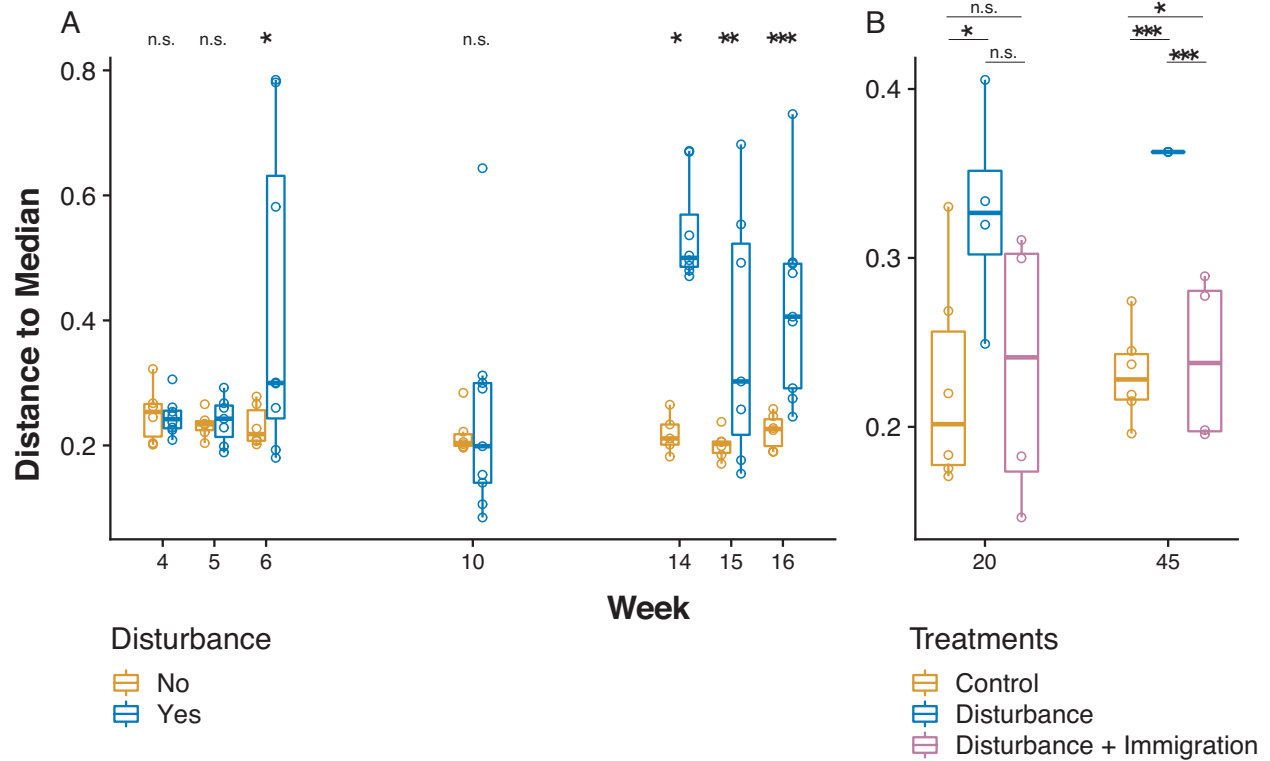 A
n.s. n.s. * n.s. * ** ***
B
n.s. *
* ***
n.s. ***
Distance to Median
0.8
0.6
0.4
0.2
0.4
0.3
0.2
4 5 6 10 14 15 16
20 45
Week
Disturbance
No
Yes
Treatments
Control
Disturbance
Disturbance + Immigration